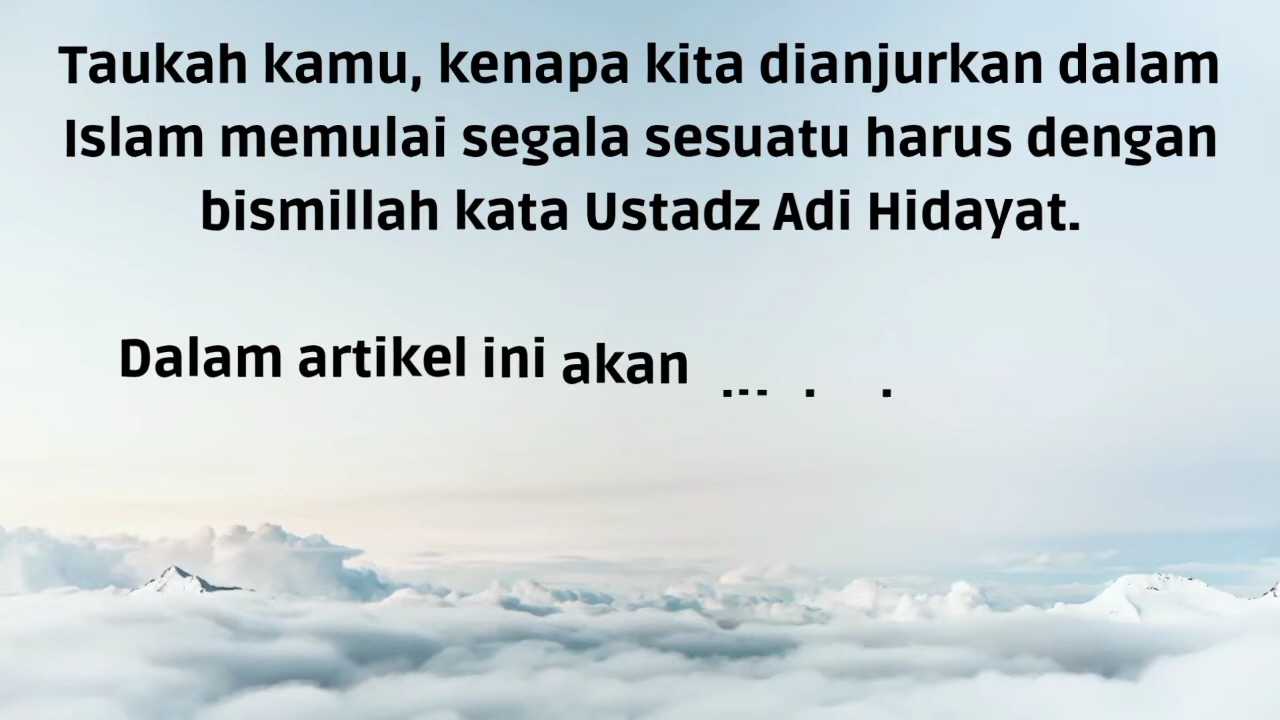 Taukah kamu, kenapa kita dianjurkan dalam
Islam memulai segala sesuatu harus dengan
bismillah kata Ustadz Adi Hidayat.
Dalam artikel ini akan